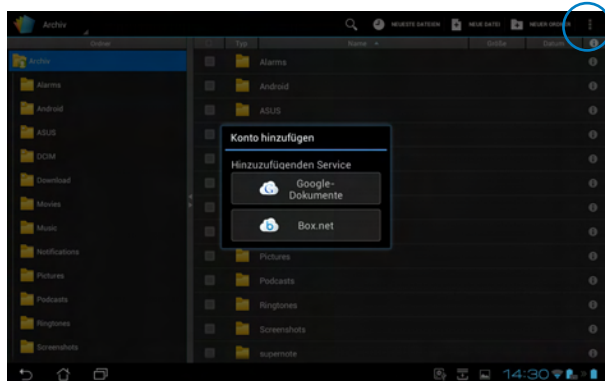 Archiv
NEUESTE DATEIEN
NEUE DATEI
NEUER ORDNER
Ordner
Typ
Name
Größe
Datum
Archiv
Alarms
Android
ASUS
DCIM
Download
Movies
Music
Notifications
Pictures
Podcasts
Ringtones
Screenshots
Alarms
Android
ASUS
Konto hinzufügen
Hinzuzufügenden Service
Google-
Dokumente
Box.net
Pictures
Podcasts
Ringtones
Screenshots
supernote
14:30